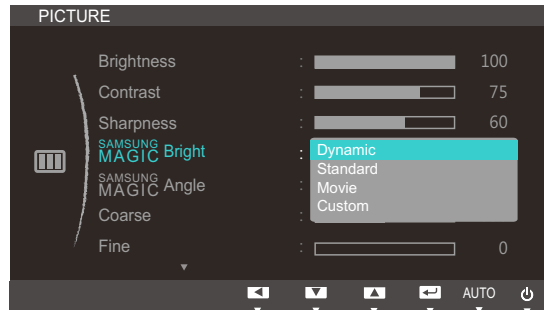 PICTURE
Brightness : 100
Contrast : 75
Sharpness : 60
SAMSUNG
MAGIC Bright : Dynamic
Standard
SAMSUNG
MAGIC Angle : Movie
Custom
Coarse :
Fine : 0
AUTO